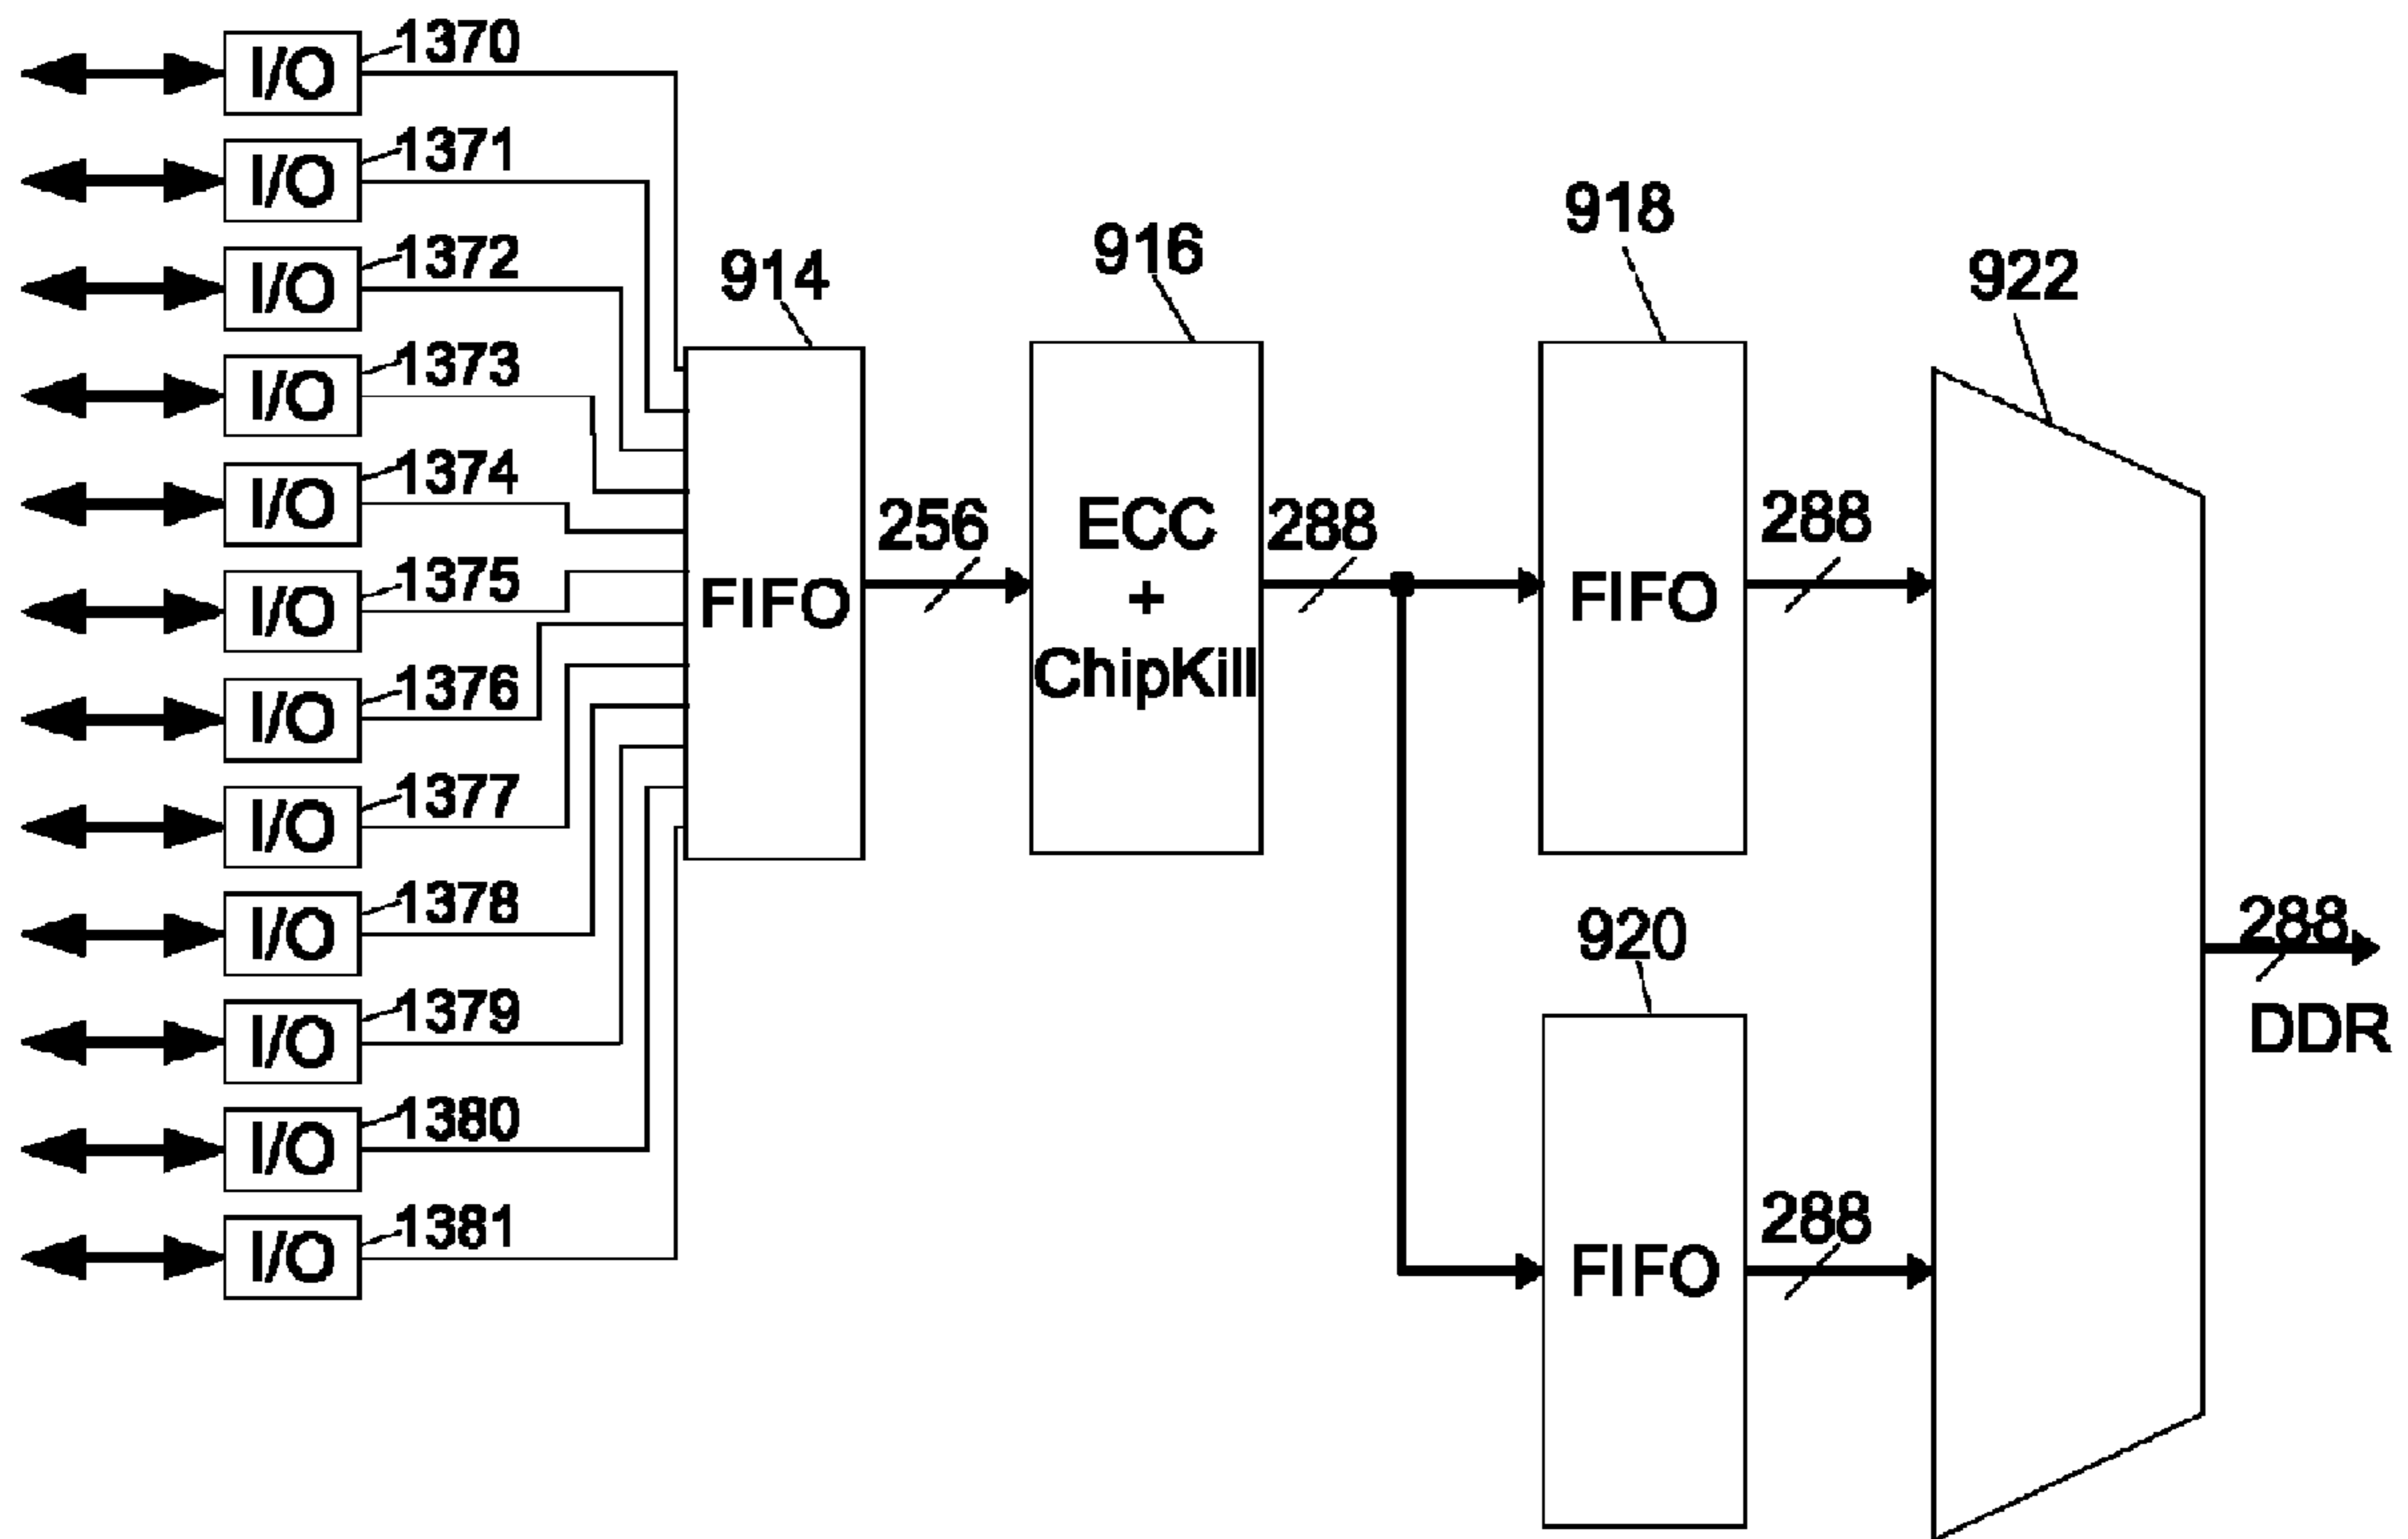 I/O 1370
I/O 1371
I/O 1372
I/O 1373
I/O 1374
I/O 1375
I/O 1376
I/O 1377
I/O 1378
I/O 1379
I/O 1380
I/O 1381
914
FIFO
256
916
ECC
+
ChipKill
288
918
FIFO
288
920
FIFO
288
922
288
DDR